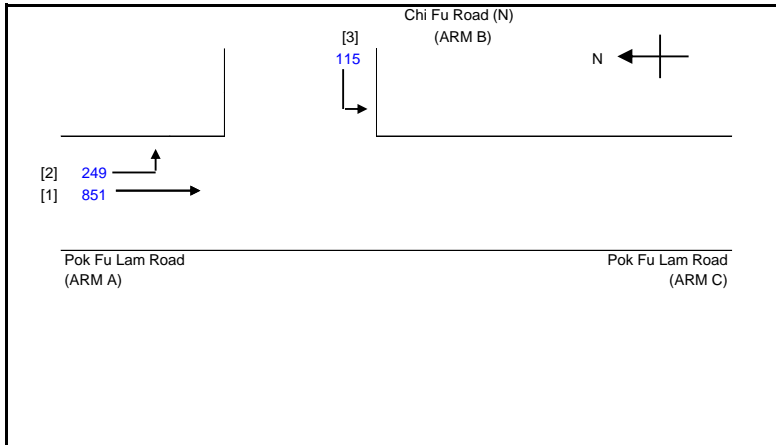 Chi Fu Road (N)
[3] (ARM B)
115 N
[2] 249
[1] 851
Pok Fu Lam Road Pok Fu Lam Road
(ARM A) (ARM C)